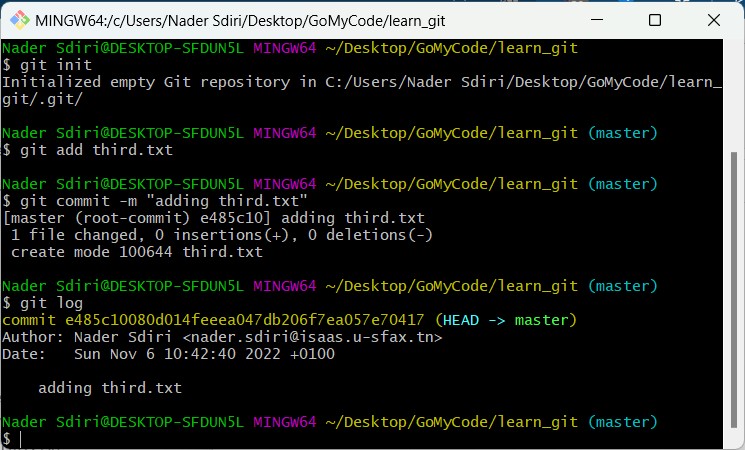 MINGW64:/c/Users/Nader Sdiri/Desktop/GoMyCode/learn_git
Nader Sdiri@DESKTOP-SFDUN5L MINGW64 ~/Desktop/GoMyCode/learn_git
$ git init
Initialized empty Git repository in C:/Users/Nader Sdiri/Desktop/GoMyCode/learn_
git/.git/
Nader Sdiri@DESKTOP-SFDUN5L MINGW64 ~/Desktop/GoMyCode/learn_git (master)
$ git add third.txt
Nader Sdiri@DESKTOP-SFDUN5L MINGW64 ~/Desktop/GoMyCode/learn_git (master)
$ git commit -m "adding third.txt"
[master (root-commit) e485c10] adding third.txt
 1 file changed, 0 insertions(+), 0 deletions(-)
 create mode 100644 third.txt
Nader Sdiri@DESKTOP-SFDUN5L MINGW64 ~/Desktop/GoMyCode/learn_git (master)
$ git log
commit e485c10080d014feeea047db206f7ea057e70417 (HEAD -> master)
Author: Nader Sdiri <nader.sdiri@isaas.u-sfax.tn>
Date:   Sun Nov 6 10:42:40 2022 +0100
    adding third.txt
Nader Sdiri@DESKTOP-SFDUN5L MINGW64 ~/Desktop/GoMyCode/learn_git (master)
$